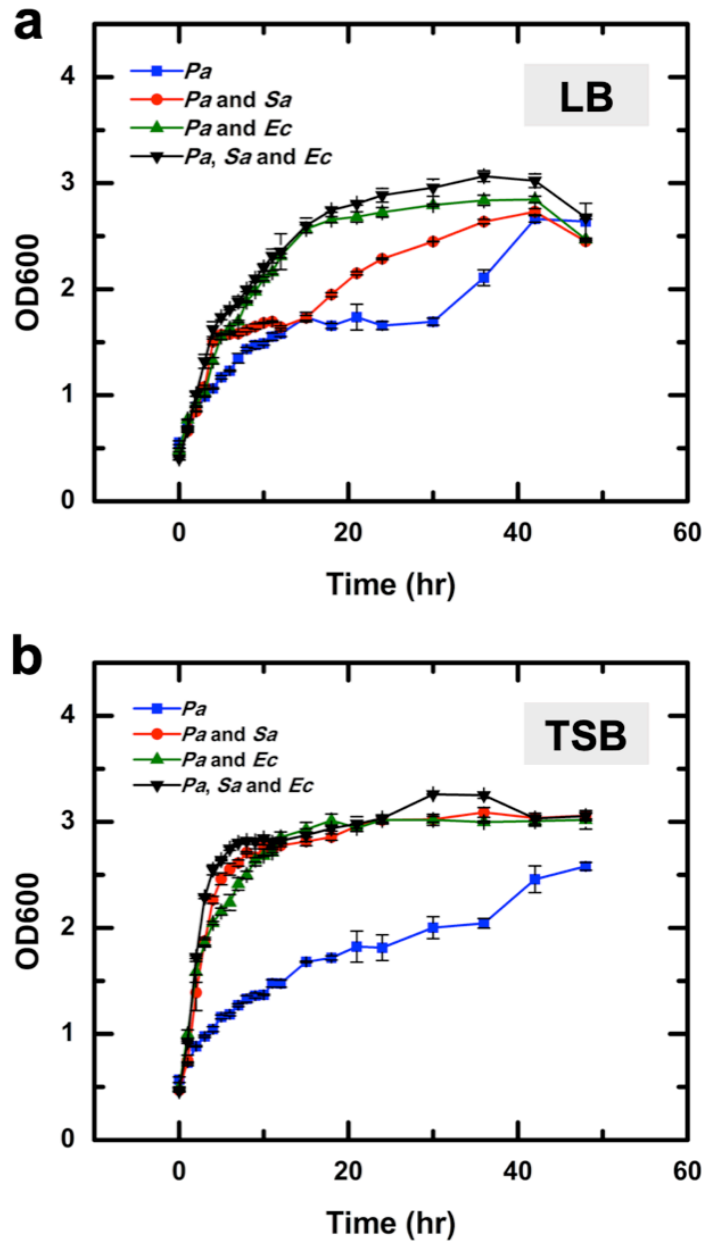 a
Pa
Pa and Sa
Pa and Ec
Pa, Sa and Ec
LB
4
3
2
1
0
OD600
0
20
40
60
Time (hr)
b
Pa
Pa and Sa
Pa and Ec
Pa, Sa and Ec
TSB
4
3
2
1
0
OD600
0
20
40
60
Time (hr)